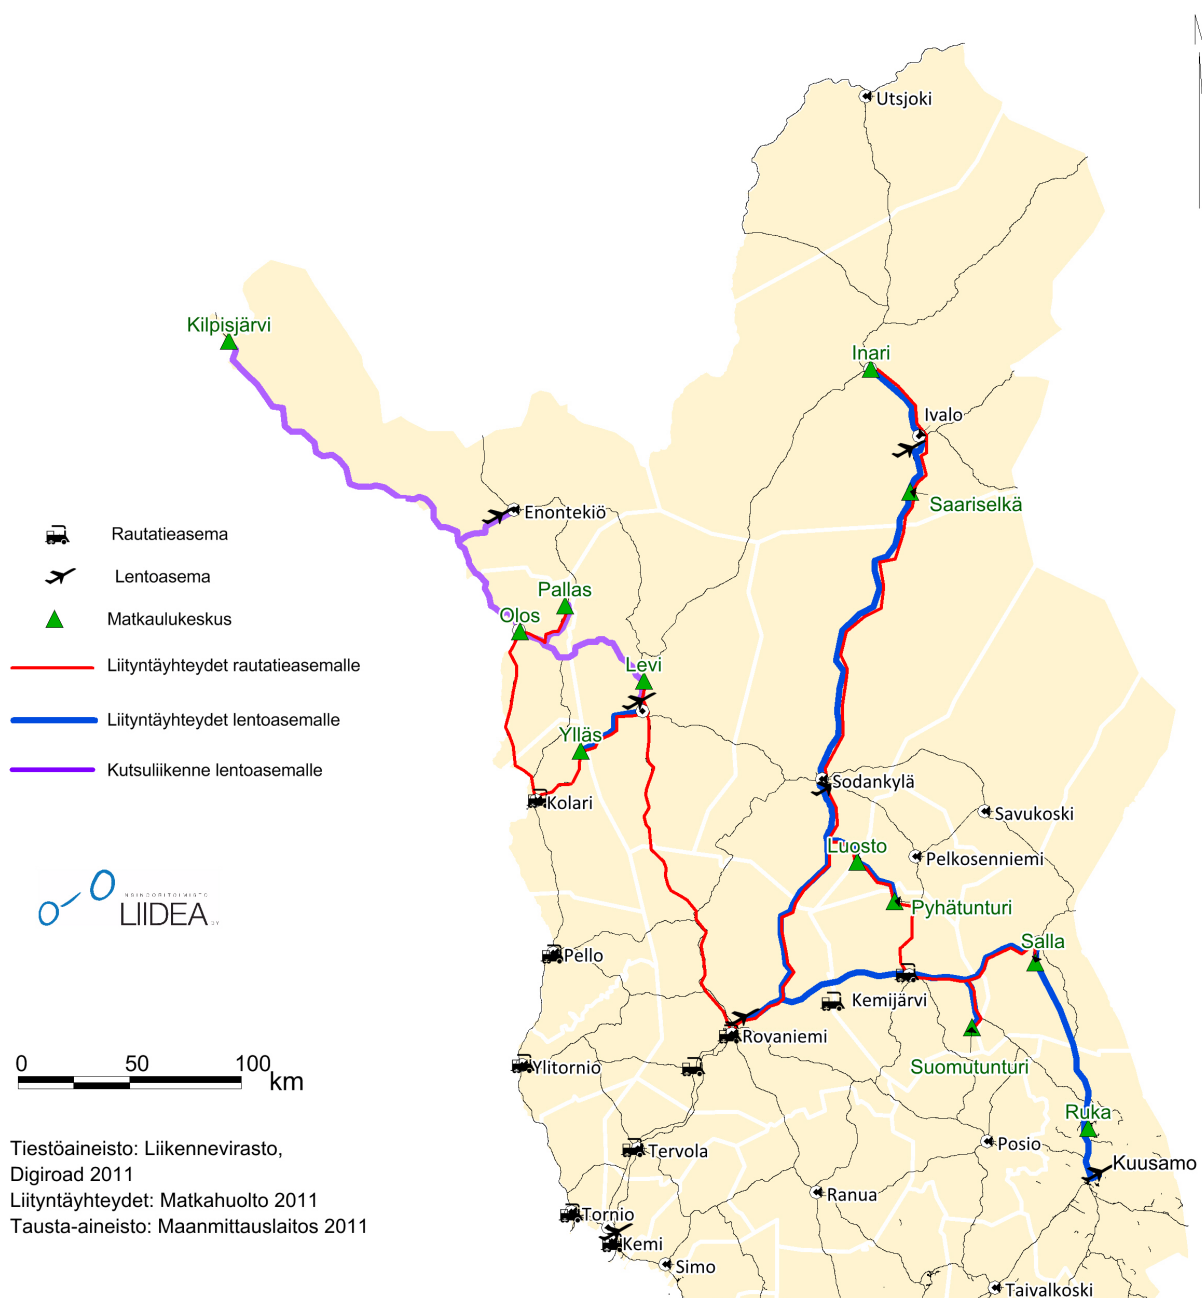 Utsjoki
Kilpisjärvi
Inari
Ivalo
Saariselkä
Enontekiö
Rautatieasema
Lentoasema
Matkaulukeskus
Liityntäyhteydet rautatieasemalle
Liityntäyhteydet lentoasemalle
Kutsuliikenne lentoasemalle
Pallas
Olos
Levi
Ylläs
Kolari
Sodankylä
Savukoski
Luosto
Pelkosenniemi
Pyhätunturi
INSINÖÖRITOIMISTO
LIIDEA OY
Salla
Pello
Kemijärvi
Rovaniemi
Ylitornio
Suomutunturi
0 50 100 km
Ruka
Posio
Kuusamo
Tervola
Ranua
Tornio
Kemi
Simo
Taivalkoski
Tiestöaineisto: Liikennevirasto,
Digiroad 2011
Liityntäyhteydet: Matkahuolto 2011
Tausta-aineisto: Maanmittauslaitos 2011